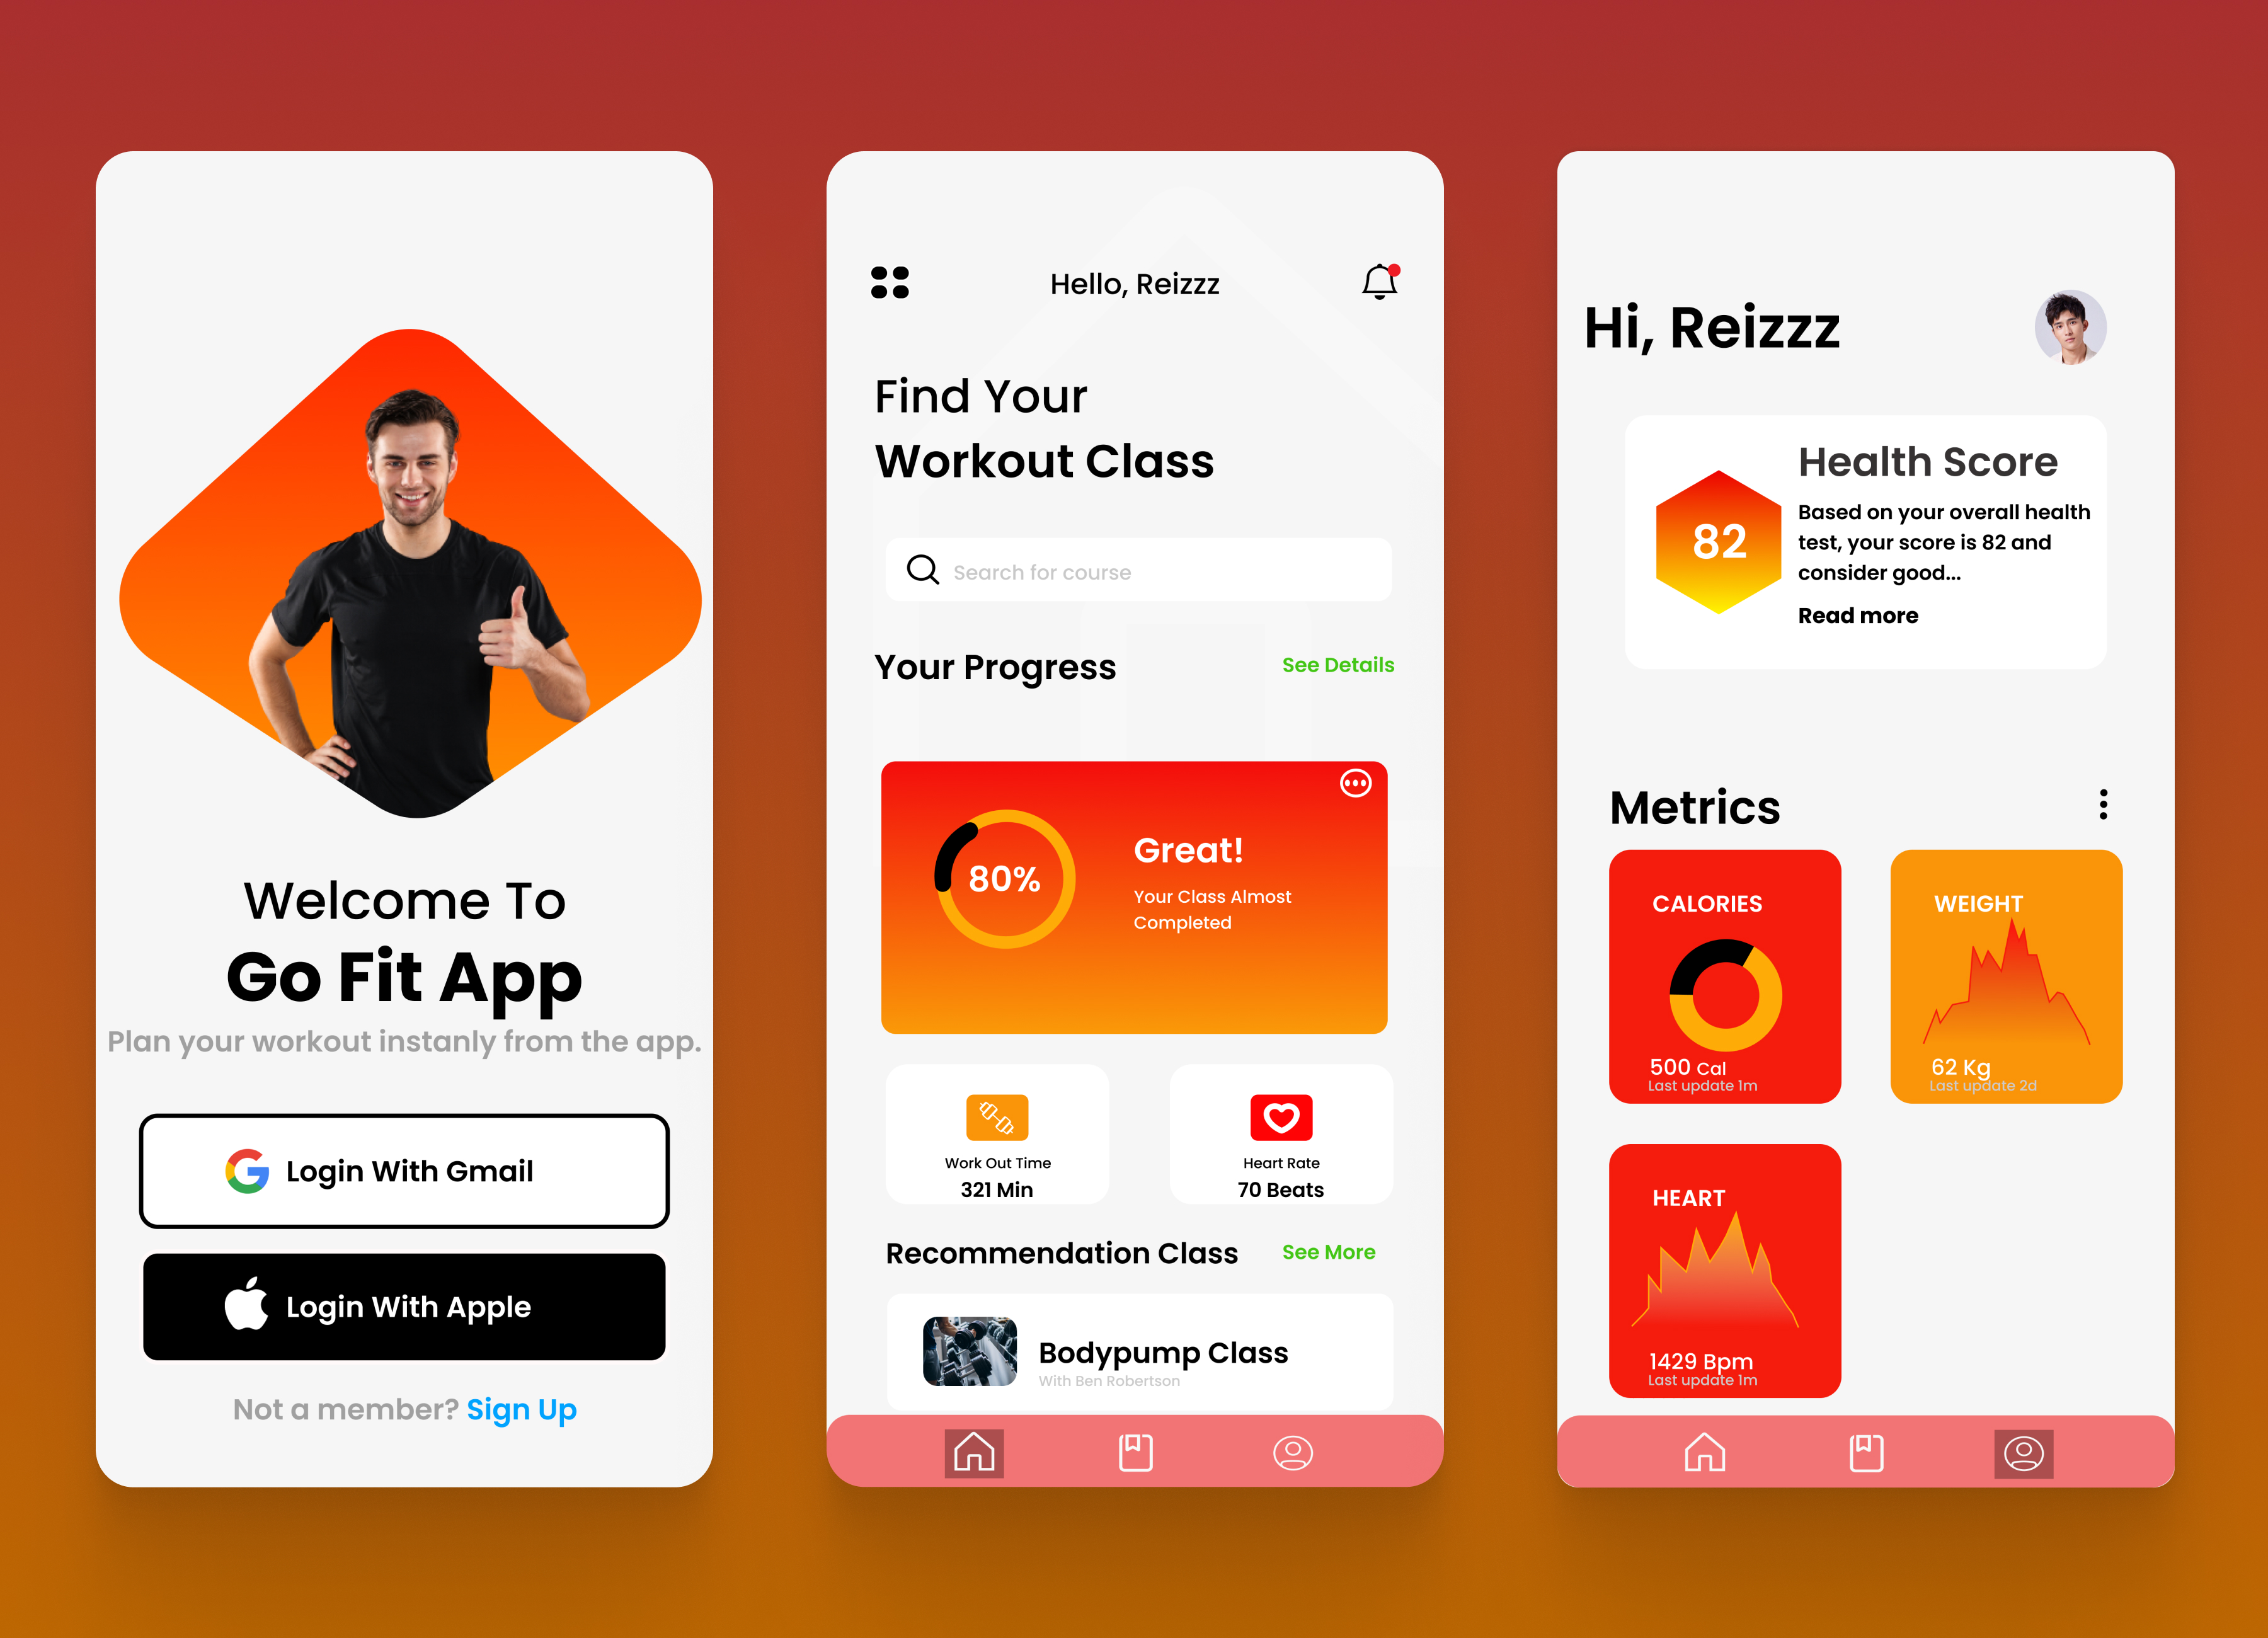 Welcome To
Go Fit App
Plan your workout instanly from the app.
Login With Gmail
Login With Apple
Not a member? Sign Up
Hello, Reizzz
Find Your
Workout Class
Search for course
Your Progress
See Details
80%
Great!
Your Class Almost
Completed
Work Out Time
321 Min
Heart Rate
70 Beats
Recommendation Class
See More
Bodypump Class
With Ben Robertson
Hi, Reizzz
Health Score
82
Based on your overall health
test, your score is 82 and
consider good...
Read more
Metrics
CALORIES
500 Cal
Last update 1m
WEIGHT
62 Kg
Last update 2d
HEART
1429 Bpm
Last update 1m